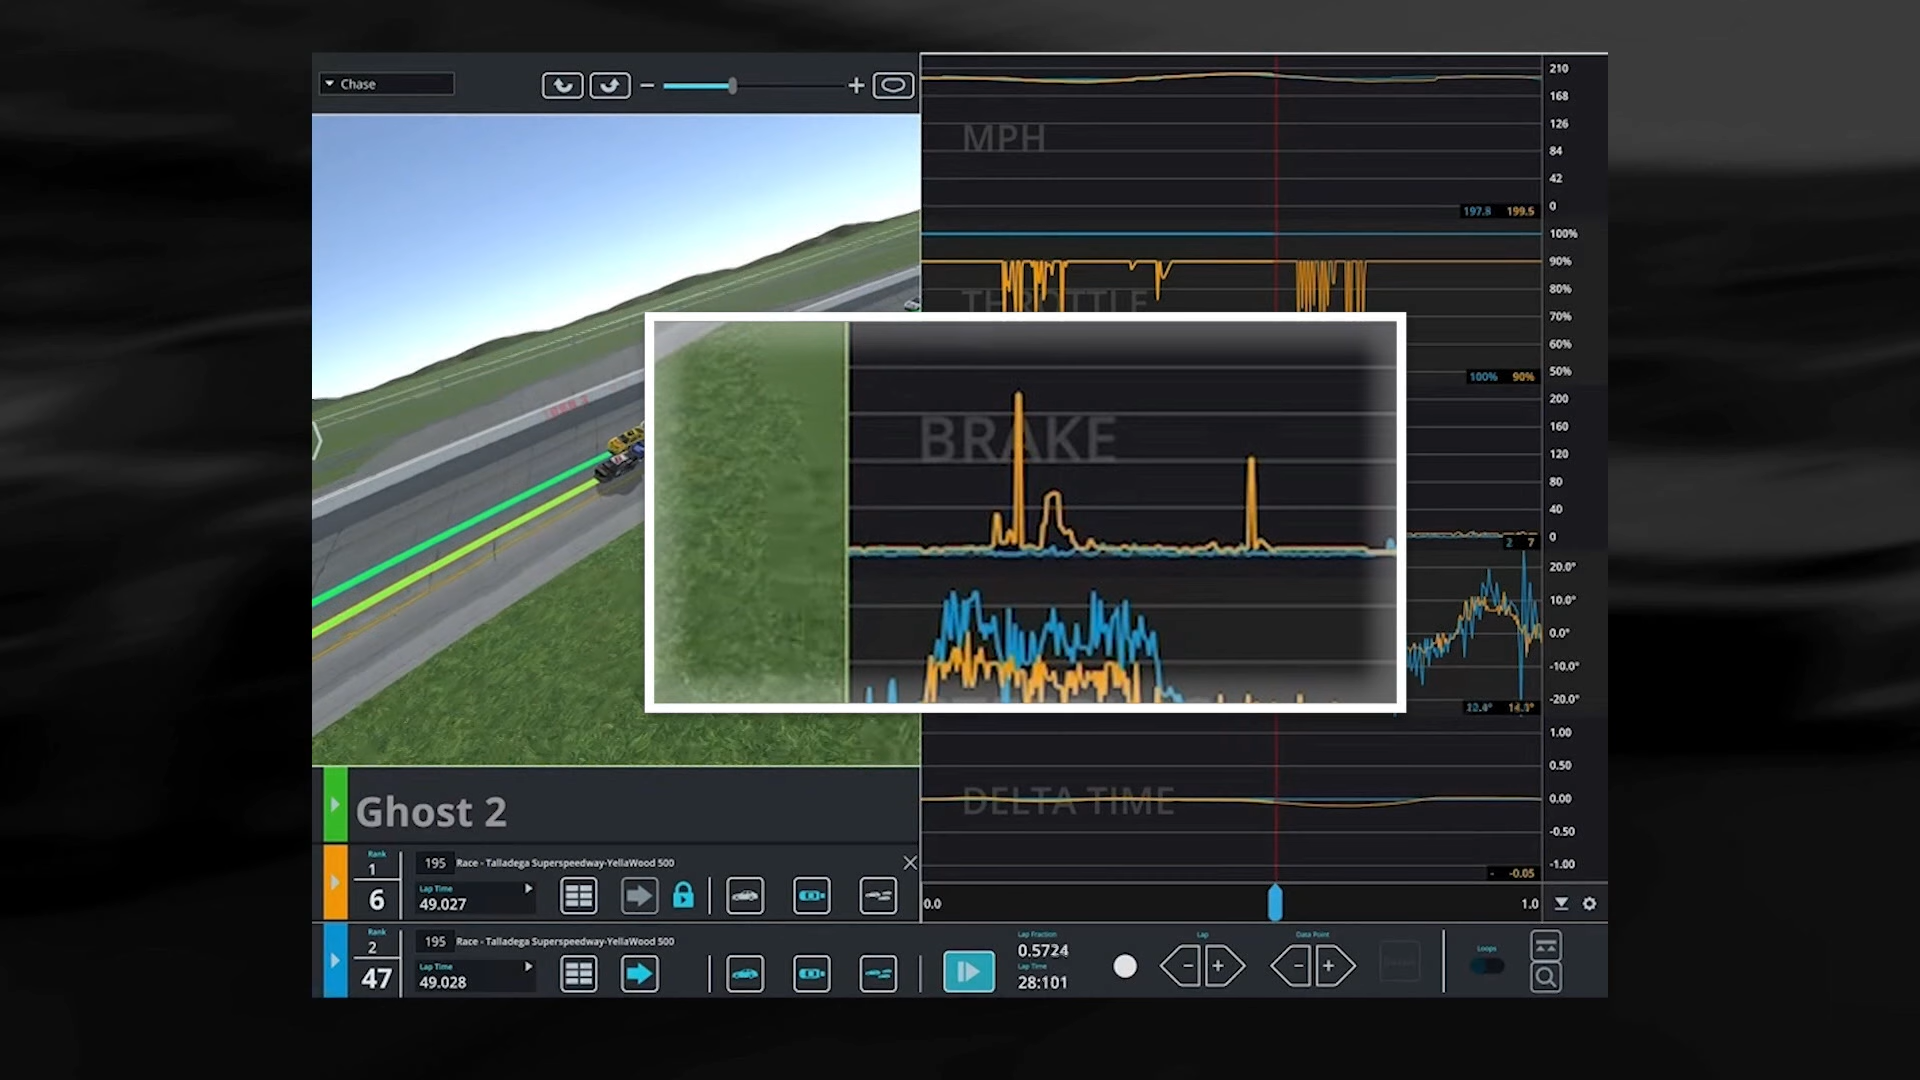 Chase
MPH
210
168
126
84
42
0
197.8 199.5
THROTTLE
100%
90%
80%
70%
60%
50%
100% 90%
BRAKE
200
160
120
80
40
0
2 7
20.0°
10.0°
0.0°
-10.0°
-20.0°
14.3°
DELTA TIME
1.00
0.50
0.00
-0.50
-1.00
- -0.05
0.0
1.0
Ghost 2
Rank
1
6
195 Race - Talladega Superspeedway-YellaWood 500
Lap Time
49.027
Rank
2
47
195 Race - Talladega Superspeedway-YellaWood 500
Lap Time
49.028
Lap Fraction
0.5724
Lap Time
28:101
Lap
Data Point
Loops